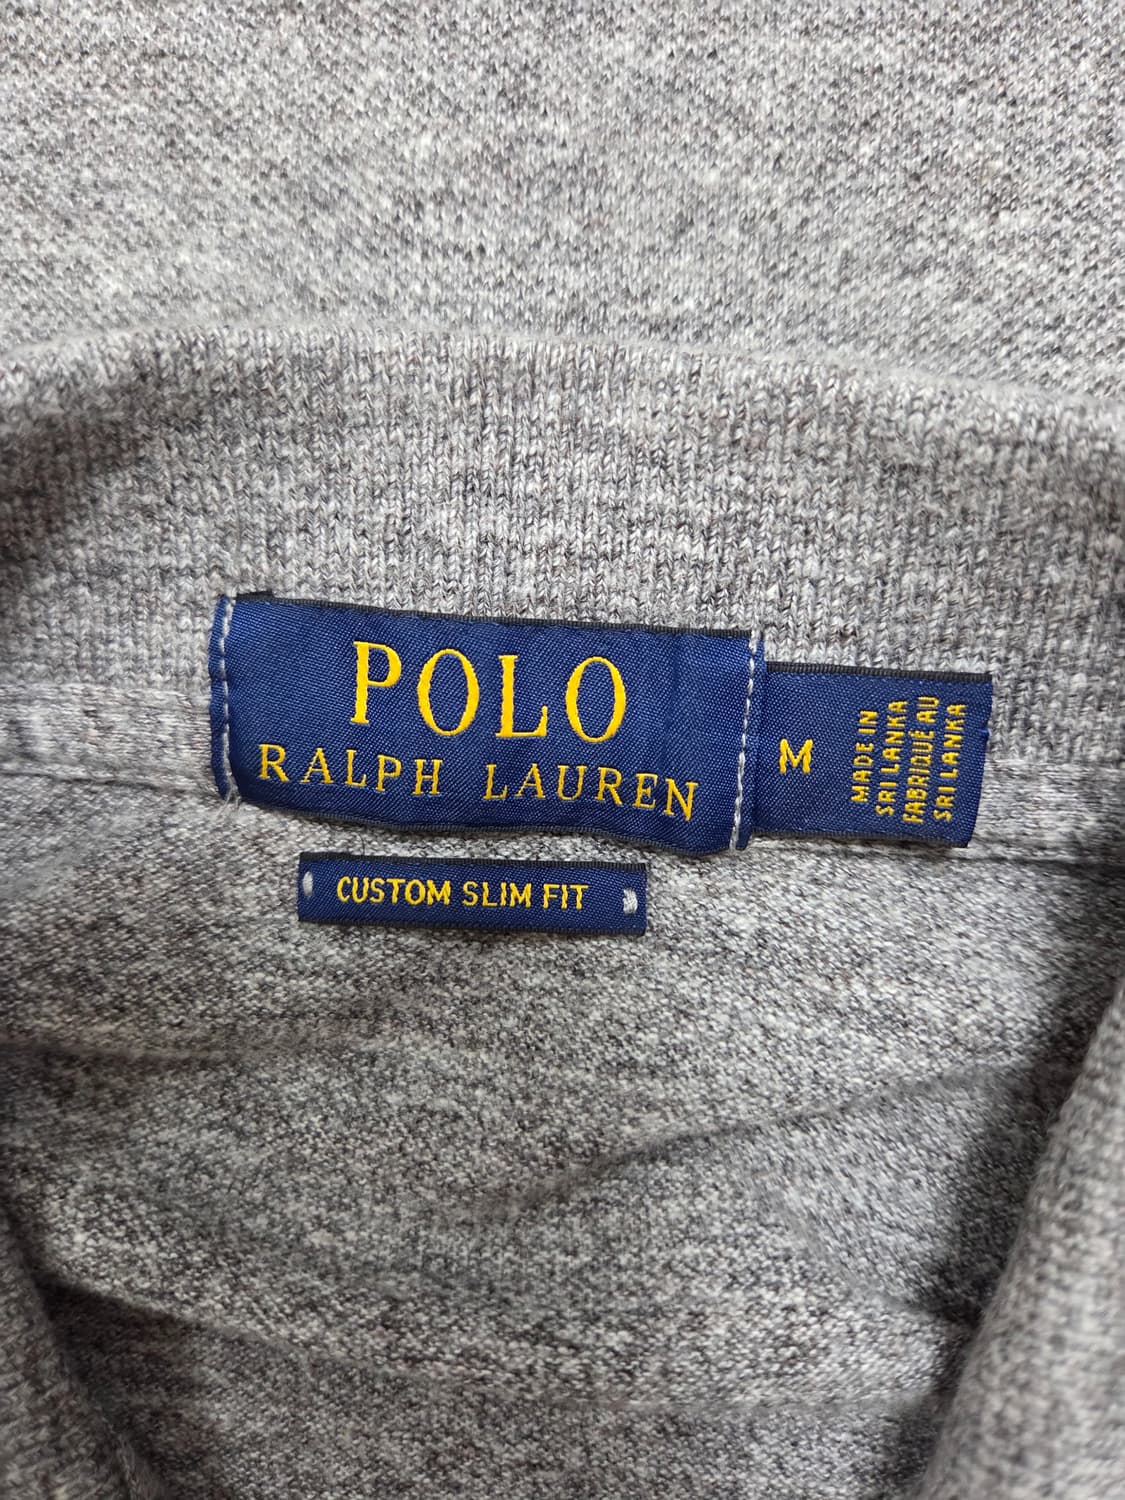 POLO
RALPH LAUREN
M
MADE IN
SRI LANKA
FABRIQUÉ AU
SRI LANKA
CUSTOM SLIM FIT